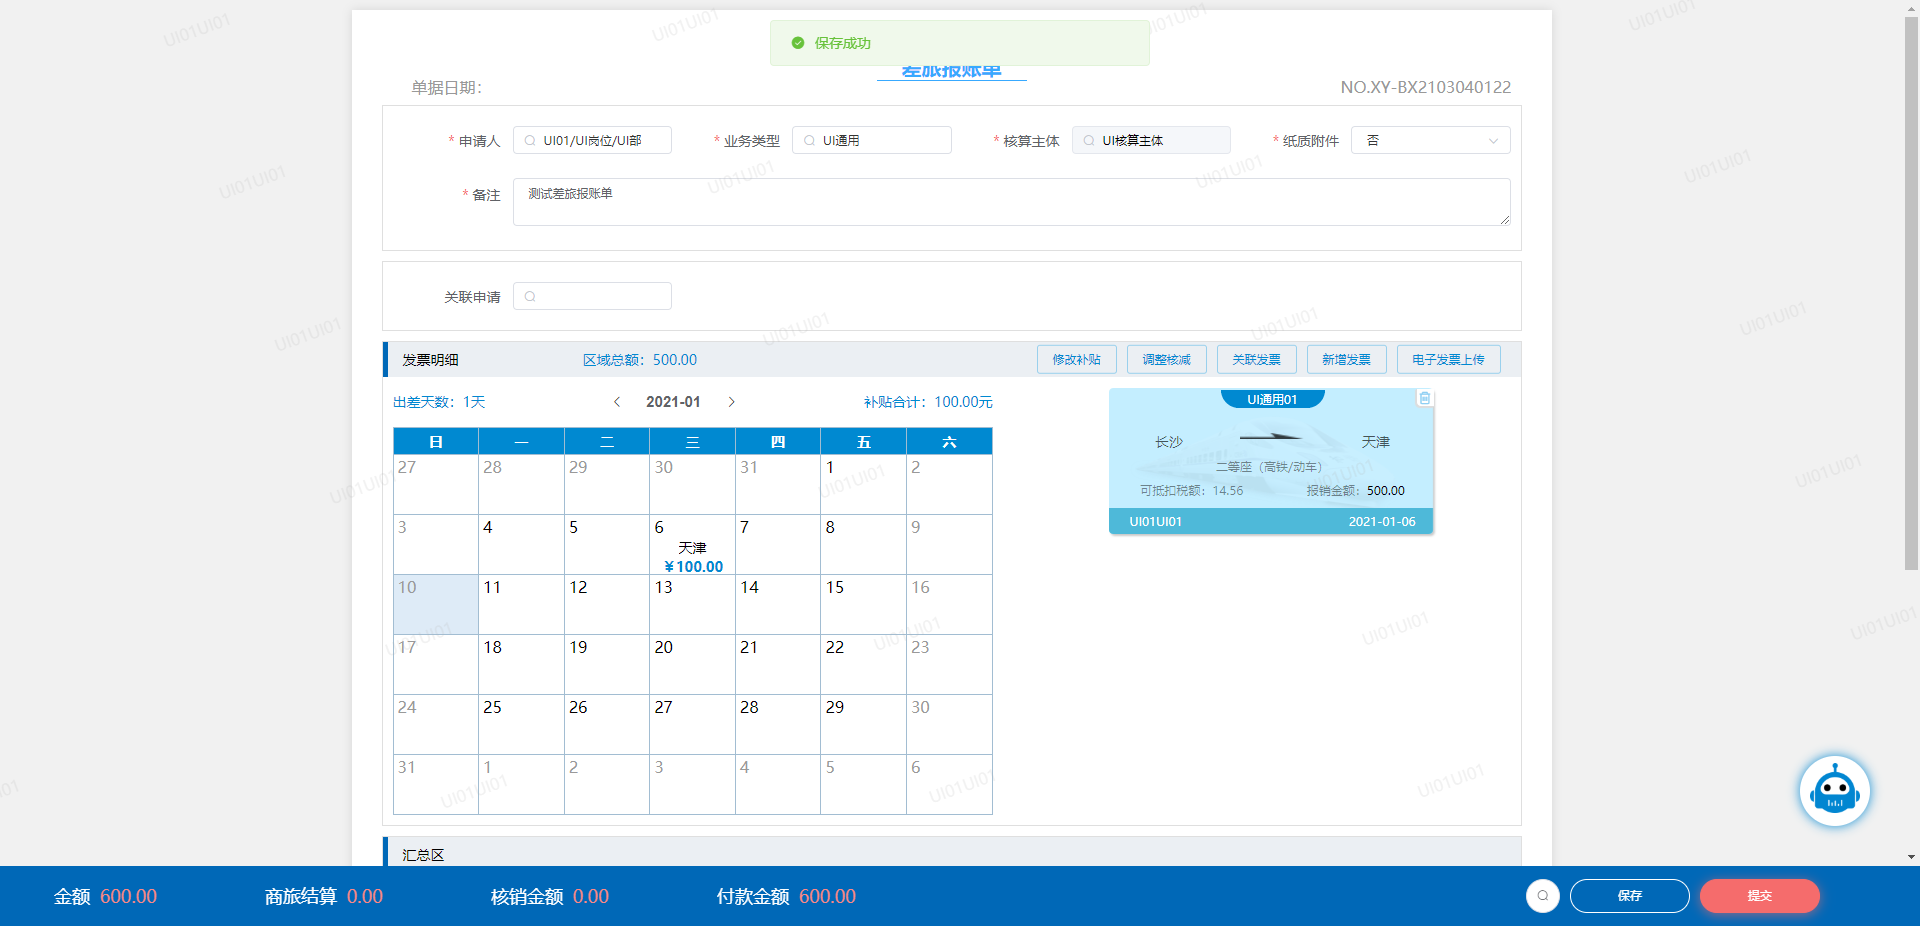 保存成功
差旅报账单
单据日期：
NO.XY-BX2103040122
* 申请人 UI01/UI岗位/UI部 * 业务类型 UI通用 * 核算主体 UI核算主体 * 纸质附件 否
* 备注 测试差旅报账单
关联申请
发票明细 区域总额：500.00 修改补贴 调整核减 关联发票 新增发票 电子发票上传
出差天数：1天 2021-01 补贴合计：100.00元
日 一 二 三 四 五 六
27 28 29 30 31 1 2
3 4 5 6 7 8 9
天津
¥100.00
10 11 12 13 14 15 16
17 18 19 20 21 22 23
24 25 26 27 28 29 30
31 1 2 3 4 5 6
UI通用01
长沙 天津
二等座（高铁/动车）
可抵扣税额：14.56 报销金额：500.00
UI01UI01 2021-01-06
汇总区
金额 600.00 商旅结算 0.00 核销金额 0.00 付款金额 600.00 保存 提交
UI01UI01